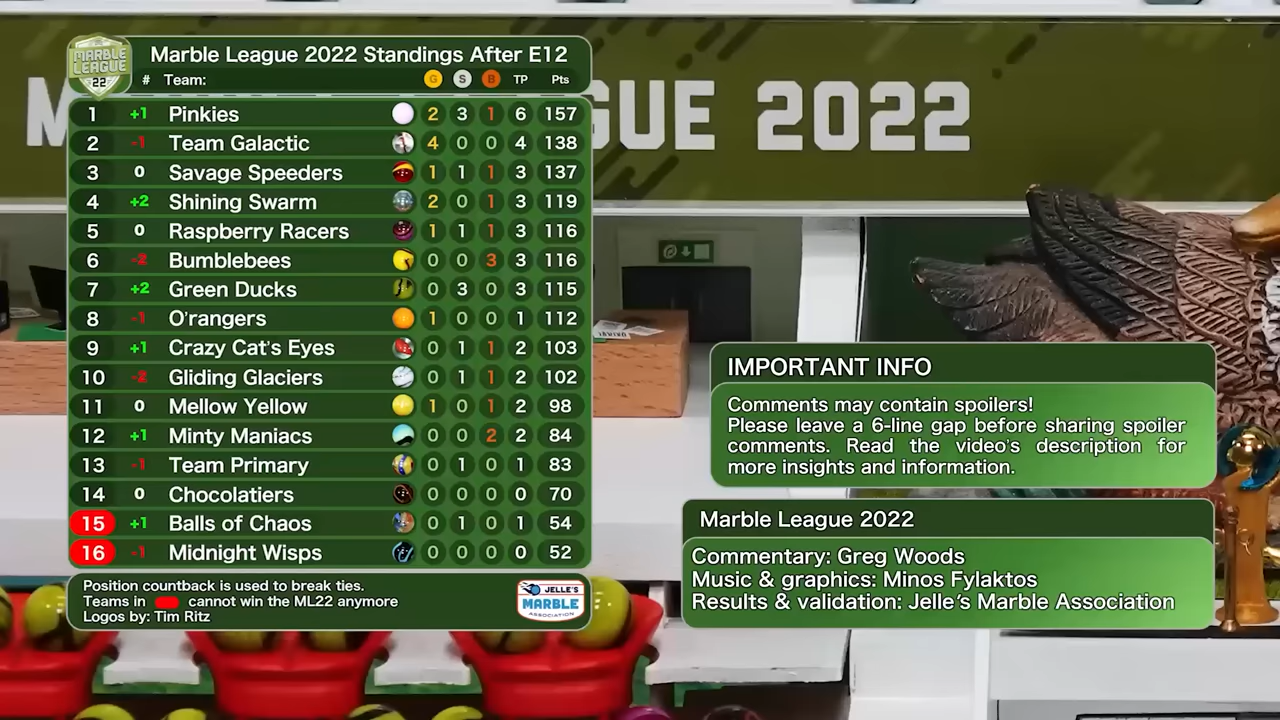 MARBLE LEAGUE 22
Marble League 2022 Standings After E12
# Team: G S B TP Pts
1 +1 Pinkies 2 3 1 6 157
2 -1 Team Galactic 4 0 0 4 138
3 0 Savage Speeders 1 1 1 3 137
4 +2 Shining Swarm 2 0 1 3 119
5 0 Raspberry Racers 1 1 1 3 116
6 -2 Bumblebees 0 0 3 3 116
7 +2 Green Ducks 0 3 0 3 115
8 -1 O'rangers 1 0 0 1 112
9 +1 Crazy Cat's Eyes 0 1 1 2 103
10 -2 Gliding Glaciers 0 1 1 2 102
11 0 Mellow Yellow 1 0 1 2 98
12 +1 Minty Maniacs 0 0 2 2 84
13 -1 Team Primary 0 1 0 1 83
14 0 Chocolatiers 0 0 0 0 70
15 +1 Balls of Chaos 0 1 0 1 54
16 -1 Midnight Wisps 0 0 0 0 52
Position countback is used to break ties.
Teams in cannot win the ML22 anymore
Logos by: Tim Ritz
JELLE'S
MARBLE
ASSOCIATION
M GUE 2022
IMPORTANT INFO
Comments may contain spoilers!
Please leave a 6-line gap before sharing spoiler
comments. Read the video's description for
more insights and information.
Marble League 2022
Commentary: Greg Woods
Music & graphics: Minos Fylaktos
Results & validation: Jelle's Marble Association